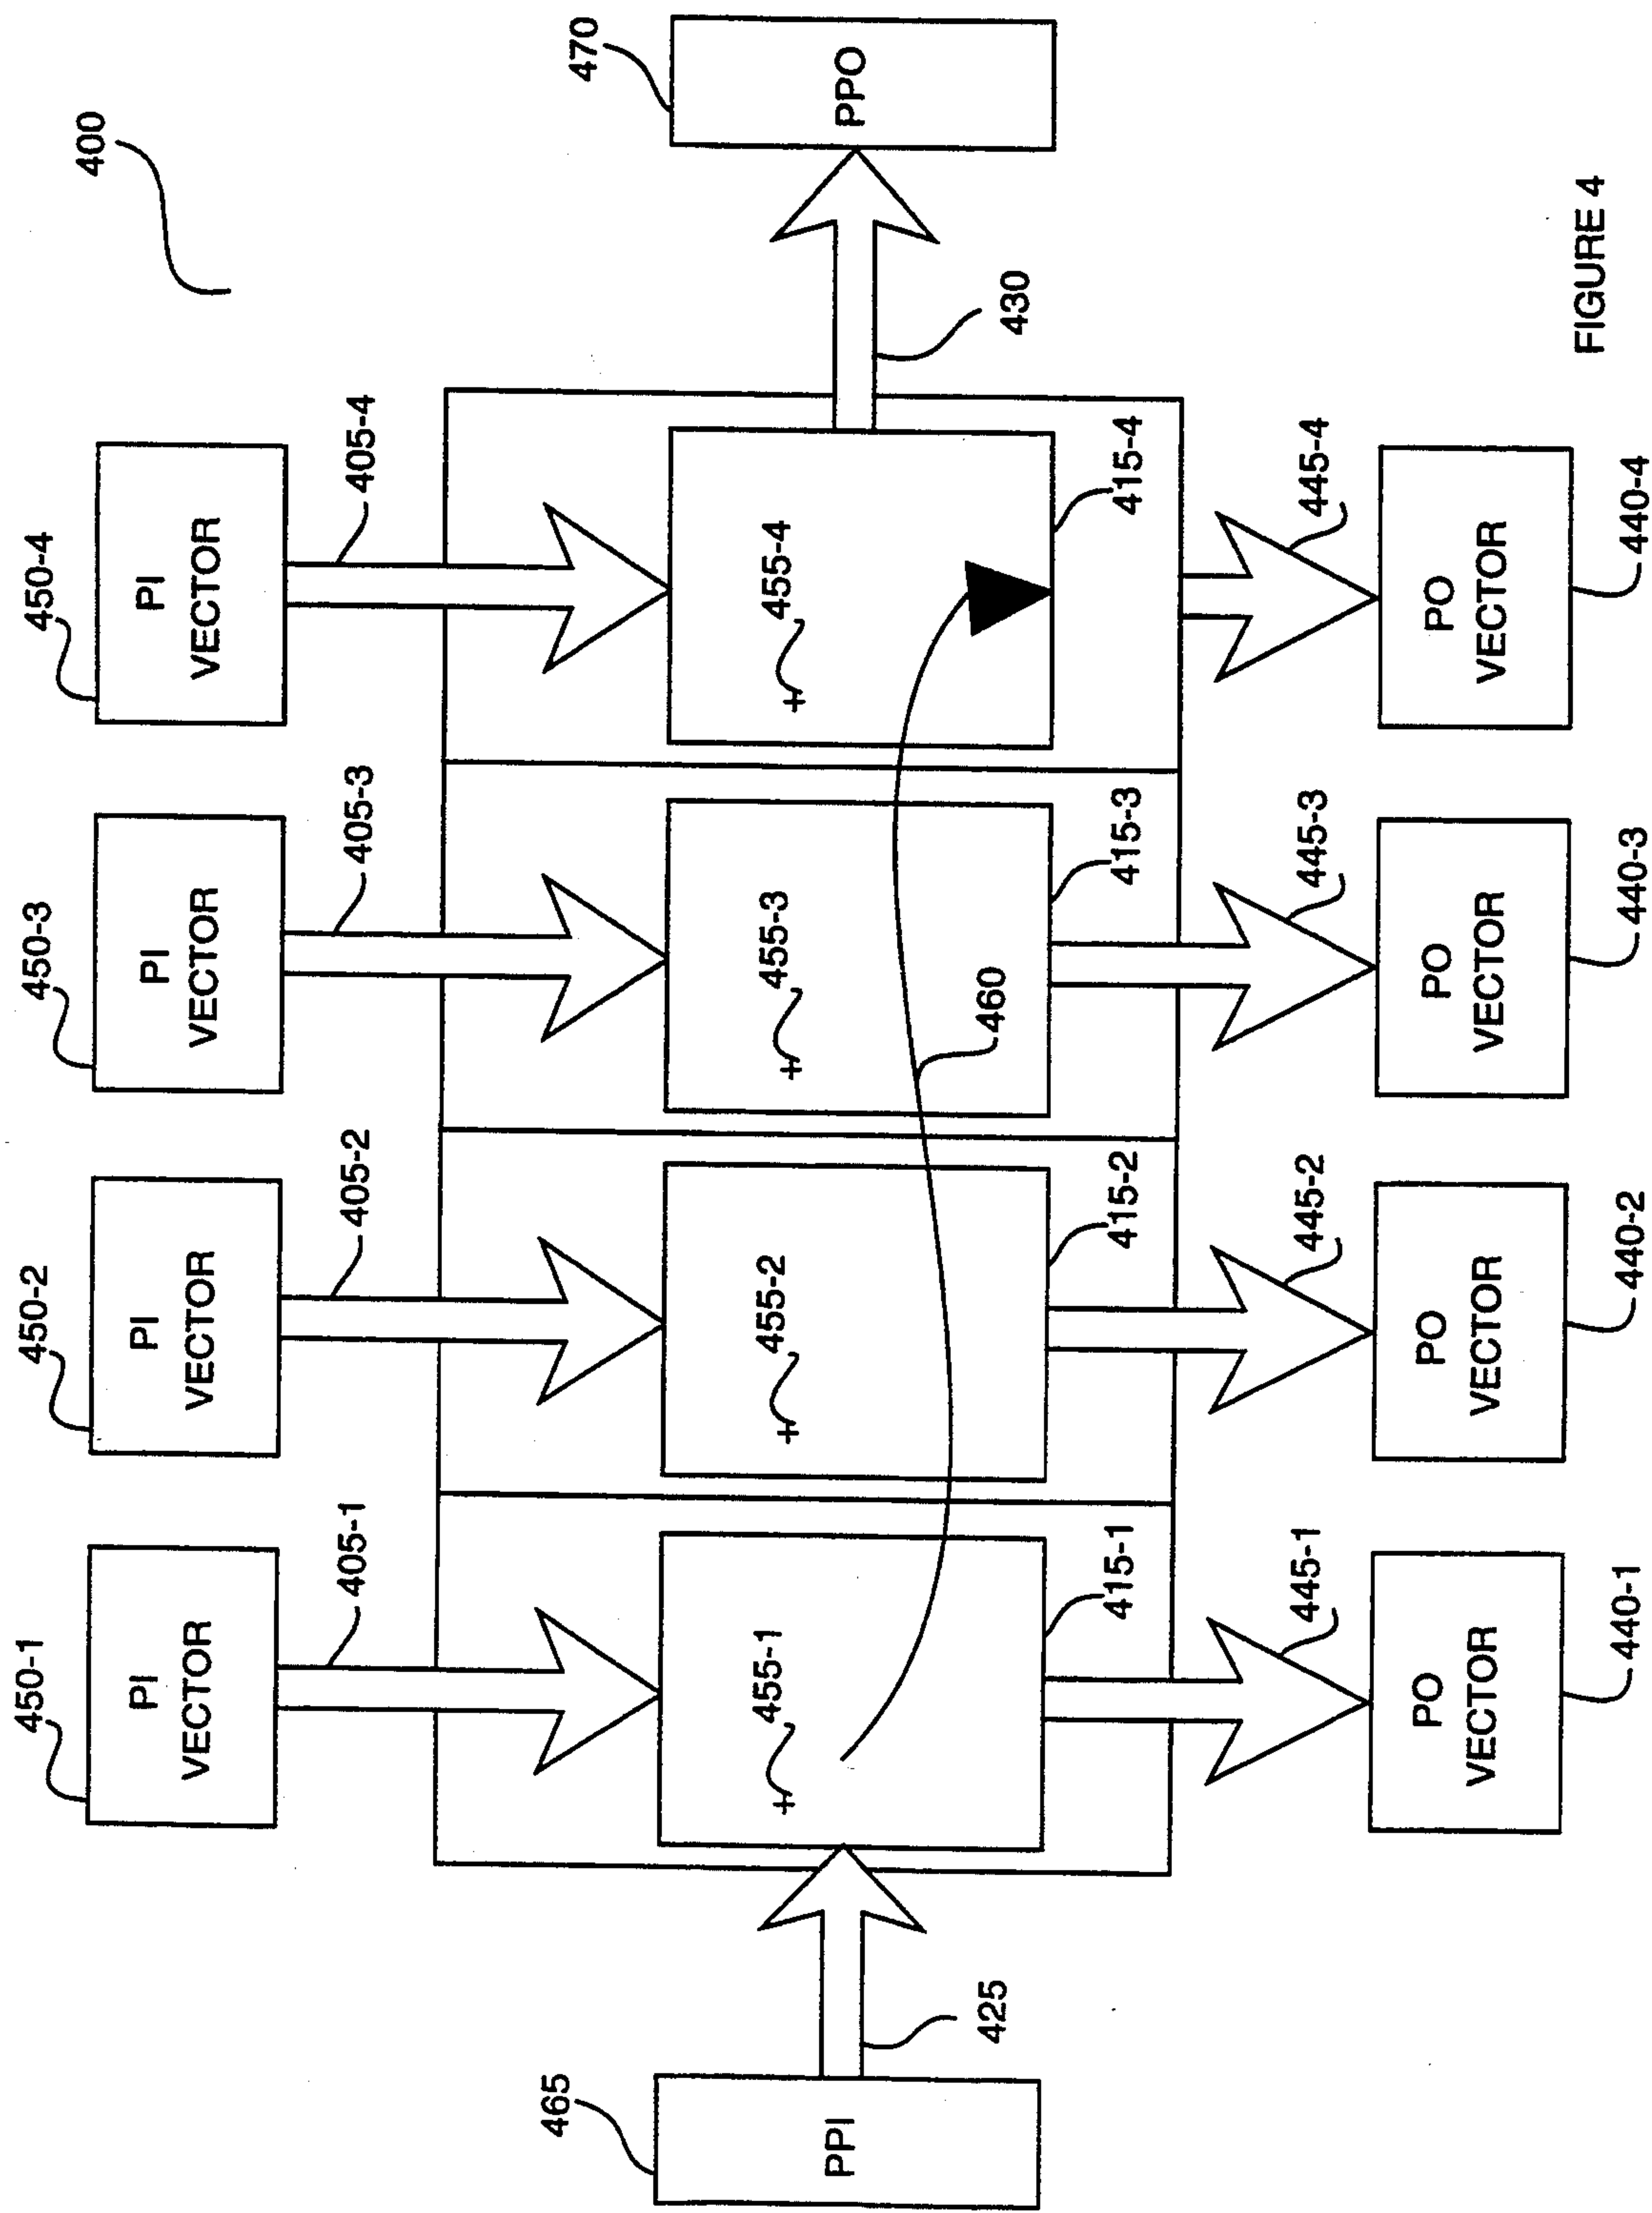 400
450-1
450-2
450-3
450-4
PI
VECTOR
PI
VECTOR
PI
VECTOR
PI
VECTOR
405-1
405-2
405-3
405-4
465
PPI
425
455-1
455-2
455-3
455-4
460
470
PPO
430
415-1
415-2
415-3
415-4
445-1
445-2
445-3
445-4
PO
VECTOR
PO
VECTOR
PO
VECTOR
PO
VECTOR
440-1
440-2
440-3
440-4
FIGURE 4